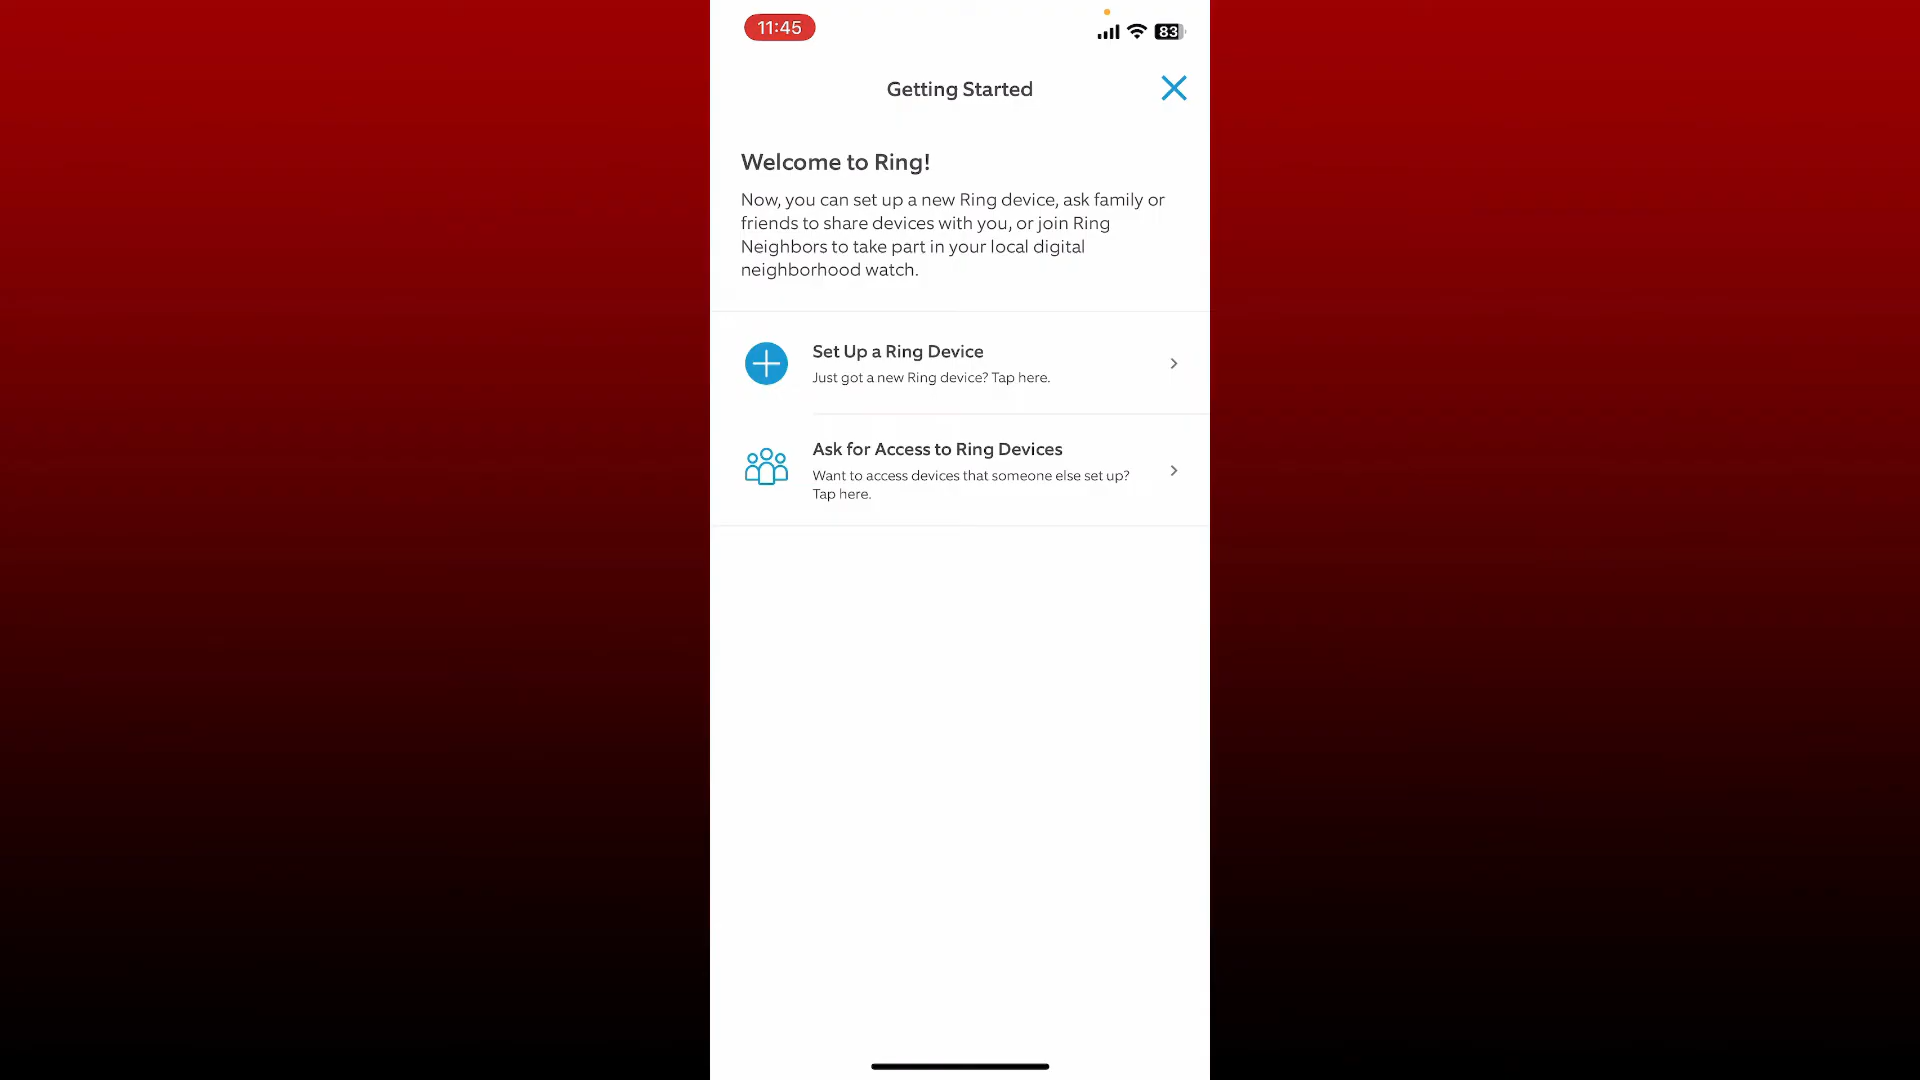 11:45
83
Getting Started
Welcome to Ring!
Now, you can set up a new Ring device, ask family or
friends to share devices with you, or join Ring
Neighbors to take part in your local digital
neighborhood watch.
Set Up a Ring Device
Just got a new Ring device? Tap here.
Ask for Access to Ring Devices
Want to access devices that someone else set up?
Tap here.